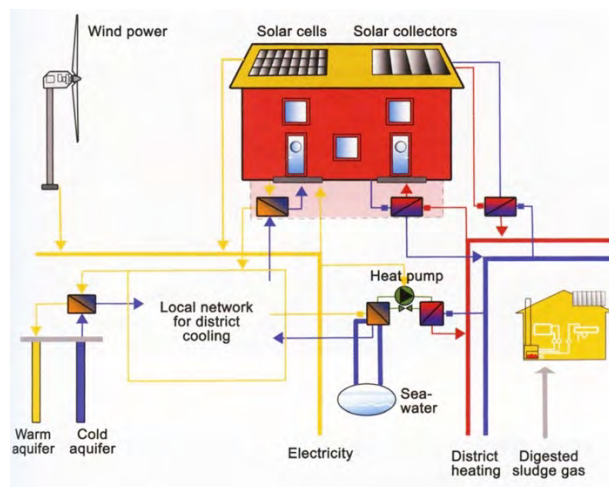 Wind power
Solar cells
Solar collectors
Heat pump
Local network
for district
cooling
Sea-
water
Warm
aquifer
Cold
aquifer
Electricity
District
heating
Digested
sludge gas